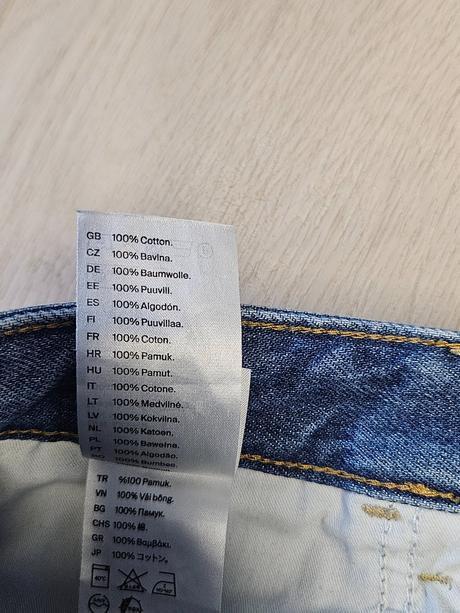 GB 100% Cotton.
CZ 100% Bavlna.
DE 100% Baumwolle.
EE 100% Puuvill.
ES 100% Algodón.
FI 100% Puuvillaa.
FR 100% Coton.
HR 100% Pamuk.
HU 100% Pamut.
IT 100% Cotone.
LT 100% Medvilnė.
LV 100% Kokvilna.
NL 100% Katoen.
PL 100% Bawełna.
PT 100% Algodão.
100% Bumbac.
TR %100 Pamuk.
VN 100% Vải bông.
BG 100% Памук.
CHS 100% 棉.
GR 100% Βαμβάκι.
JP 100% コットン.
40°C